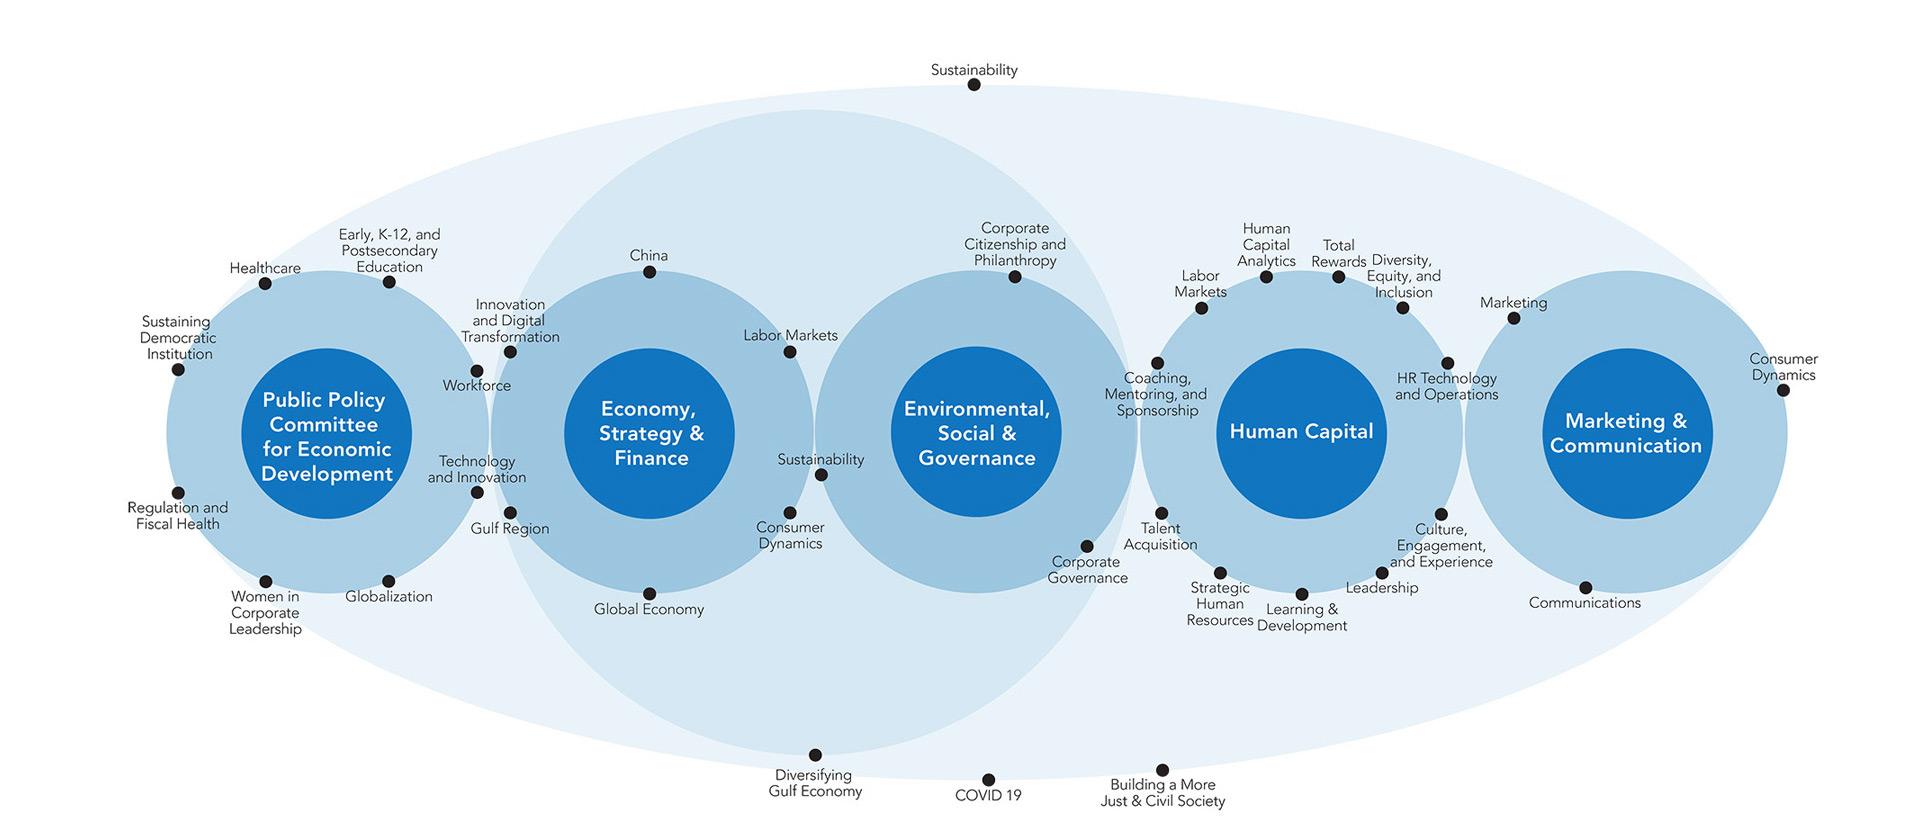 Sustainability
Healthcare
Early, K-12, and
Postsecondary
Education
Sustaining
Democratic
Institution
Workforce
Public Policy
Committee
for Economic
Development
Technology
and Innovation
Regulation and
Fiscal Health
Women in
Corporate
Leadership
Globalization
China
Innovation
and Digital
Transformation
Labor Markets
Economy,
Strategy &
Finance
Sustainability
Gulf Region
Consumer
Dynamics
Global Economy
Corporate
Citizenship and
Philanthropy
Environmental,
Social &
Governance
Corporate
Governance
Human
Capital
Analytics
Total
Rewards
Diversity,
Equity, and
Inclusion
Labor
Markets
Coaching,
Mentoring, and
Sponsorship
HR Technology
and Operations
Human Capital
Talent
Acquisition
Culture,
Engagement,
and Experience
Strategic
Human
Resources
Learning &
Development
Leadership
Marketing
Consumer
Dynamics
Marketing &
Communication
Communications
Diversifying
Gulf Economy
COVID 19
Building a More
Just & Civil Society